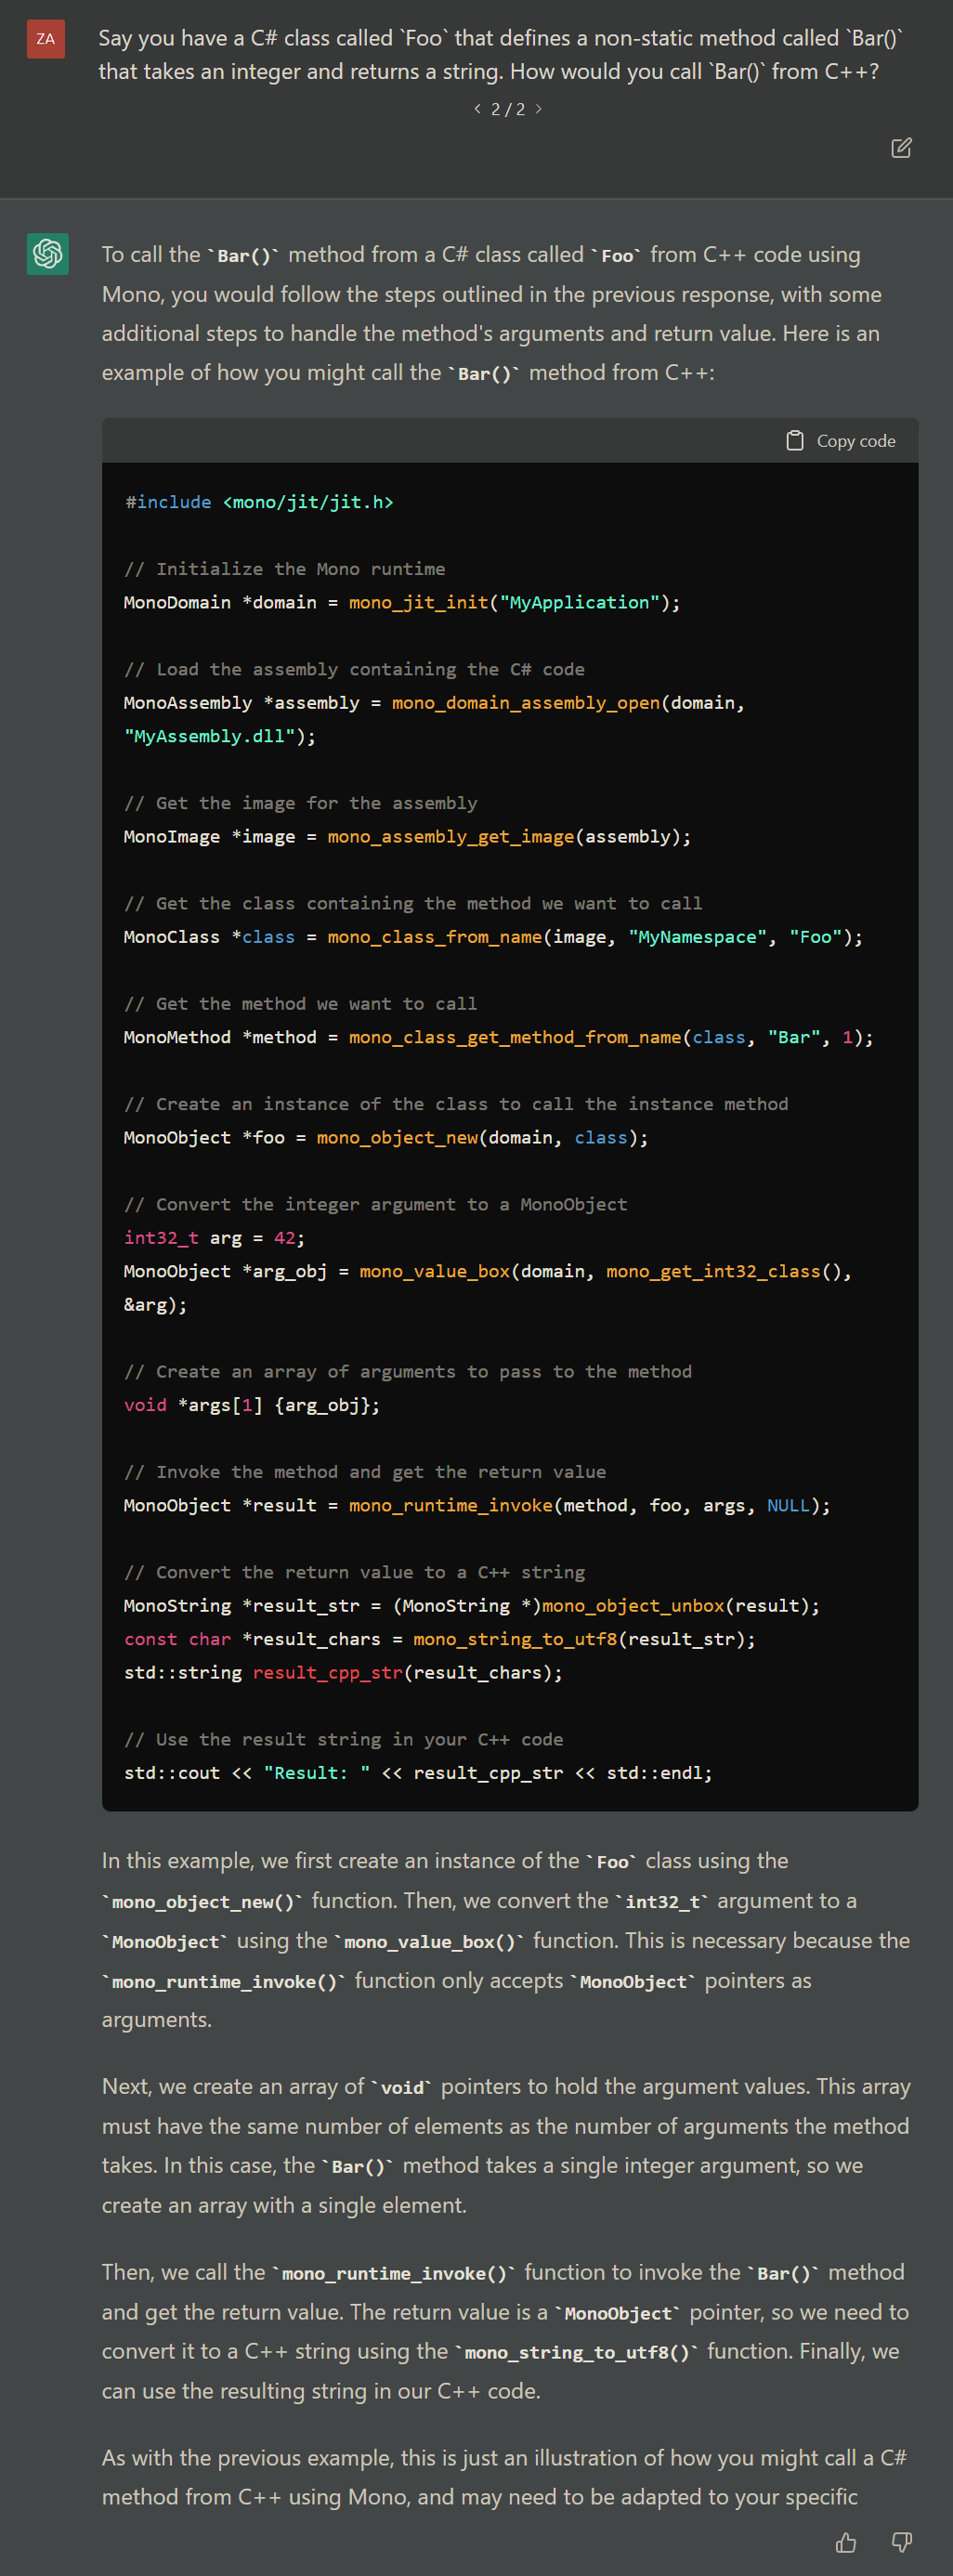 ZA
Say you have a C# class called `Foo` that defines a non-static method called `Bar()`
that takes an integer and returns a string. How would you call `Bar()` from C++?
< 2 / 2 >
To call the `Bar()` method from a C# class called `Foo` from C++ code using
Mono, you would follow the steps outlined in the previous response, with some
additional steps to handle the method's arguments and return value. Here is an
example of how you might call the `Bar()` method from C++:
Copy code
#include <mono/jit/jit.h>
// Initialize the Mono runtime
MonoDomain *domain = mono_jit_init("MyApplication");
// Load the assembly containing the C# code
MonoAssembly *assembly = mono_domain_assembly_open(domain,
"MyAssembly.dll");
// Get the image for the assembly
MonoImage *image = mono_assembly_get_image(assembly);
// Get the class containing the method we want to call
MonoClass *class = mono_class_from_name(image, "MyNamespace", "Foo");
// Get the method we want to call
MonoMethod *method = mono_class_get_method_from_name(class, "Bar", 1);
// Create an instance of the class to call the instance method
MonoObject *foo = mono_object_new(domain, class);
// Convert the integer argument to a MonoObject
int32_t arg = 42;
MonoObject *arg_obj = mono_value_box(domain, mono_get_int32_class(),
&arg);
// Create an array of arguments to pass to the method
void *args[1] {arg_obj};
// Invoke the method and get the return value
MonoObject *result = mono_runtime_invoke(method, foo, args, NULL);
// Convert the return value to a C++ string
MonoString *result_str = (MonoString *)mono_object_unbox(result);
const char *result_chars = mono_string_to_utf8(result_str);
std::string result_cpp_str(result_chars);
// Use the result string in your C++ code
std::cout << "Result: " << result_cpp_str << std::endl;
In this example, we first create an instance of the `Foo` class using the
`mono_object_new()` function. Then, we convert the `int32_t` argument to a
`MonoObject` using the `mono_value_box()` function. This is necessary because the
`mono_runtime_invoke()` function only accepts `MonoObject` pointers as
arguments.
Next, we create an array of `void` pointers to hold the argument values. This array
must have the same number of elements as the number of arguments the method
takes. In this case, the `Bar()` method takes a single integer argument, so we
create an array with a single element.
Then, we call the `mono_runtime_invoke()` function to invoke the `Bar()` method
and get the return value. The return value is a `MonoObject` pointer, so we need to
convert it to a C++ string using the `mono_string_to_utf8()` function. Finally, we
can use the resulting string in our C++ code.
As with the previous example, this is just an illustration of how you might call a C#
method from C++ using Mono, and may need to be adapted to your specific